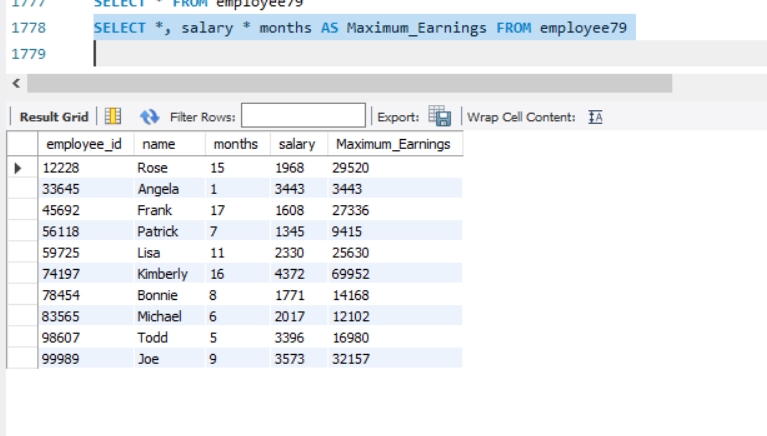 1777 SELECT * FROM employee79
1778 SELECT *, salary * months AS Maximum_Earnings FROM employee79
1779
Result Grid Filter Rows: Export: Wrap Cell Content: IA
employee_id name months salary Maximum_Earnings
12228 Rose 15 1968 29520
33645 Angela 1 3443 3443
45692 Frank 17 1608 27336
56118 Patrick 7 1345 9415
59725 Lisa 11 2330 25630
74197 Kimberly 16 4372 69952
78454 Bonnie 8 1771 14168
83565 Michael 6 2017 12102
98607 Todd 5 3396 16980
99989 Joe 9 3573 32157